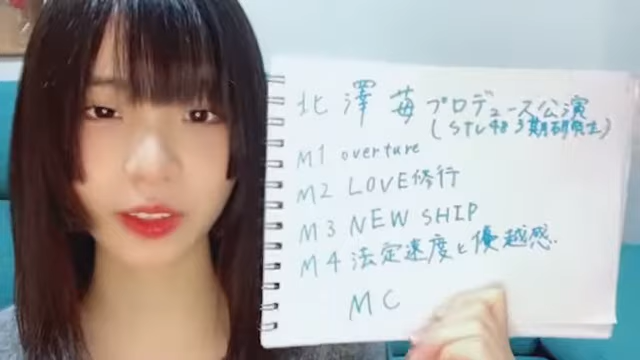 北澤苺プロデュース公演
(STU48 3期研究生)
M1 overture
M2 LOVE修行
M3 NEW SHIP
M4 法定速度と優越感.
MC